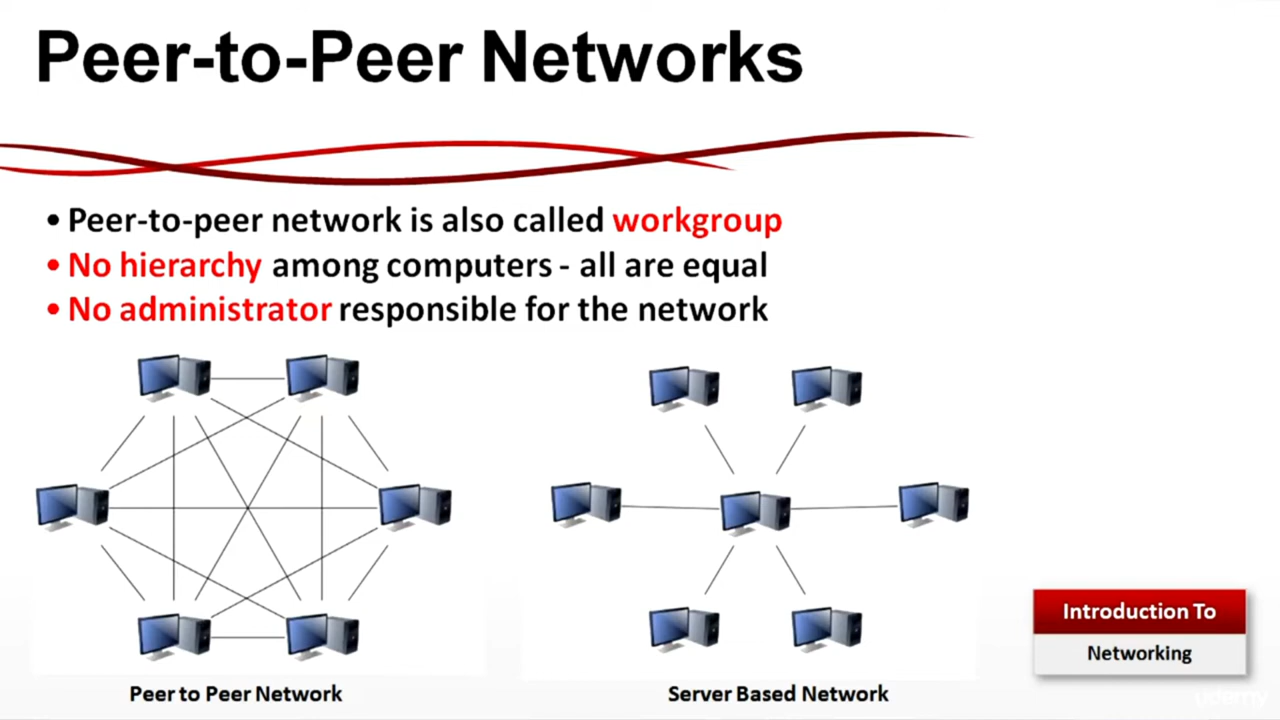 Peer-to-Peer Networks
• Peer-to-peer network is also called workgroup
• No hierarchy among computers - all are equal
• No administrator responsible for the network
Peer to Peer Network
Server Based Network
Introduction To
Networking
udemy